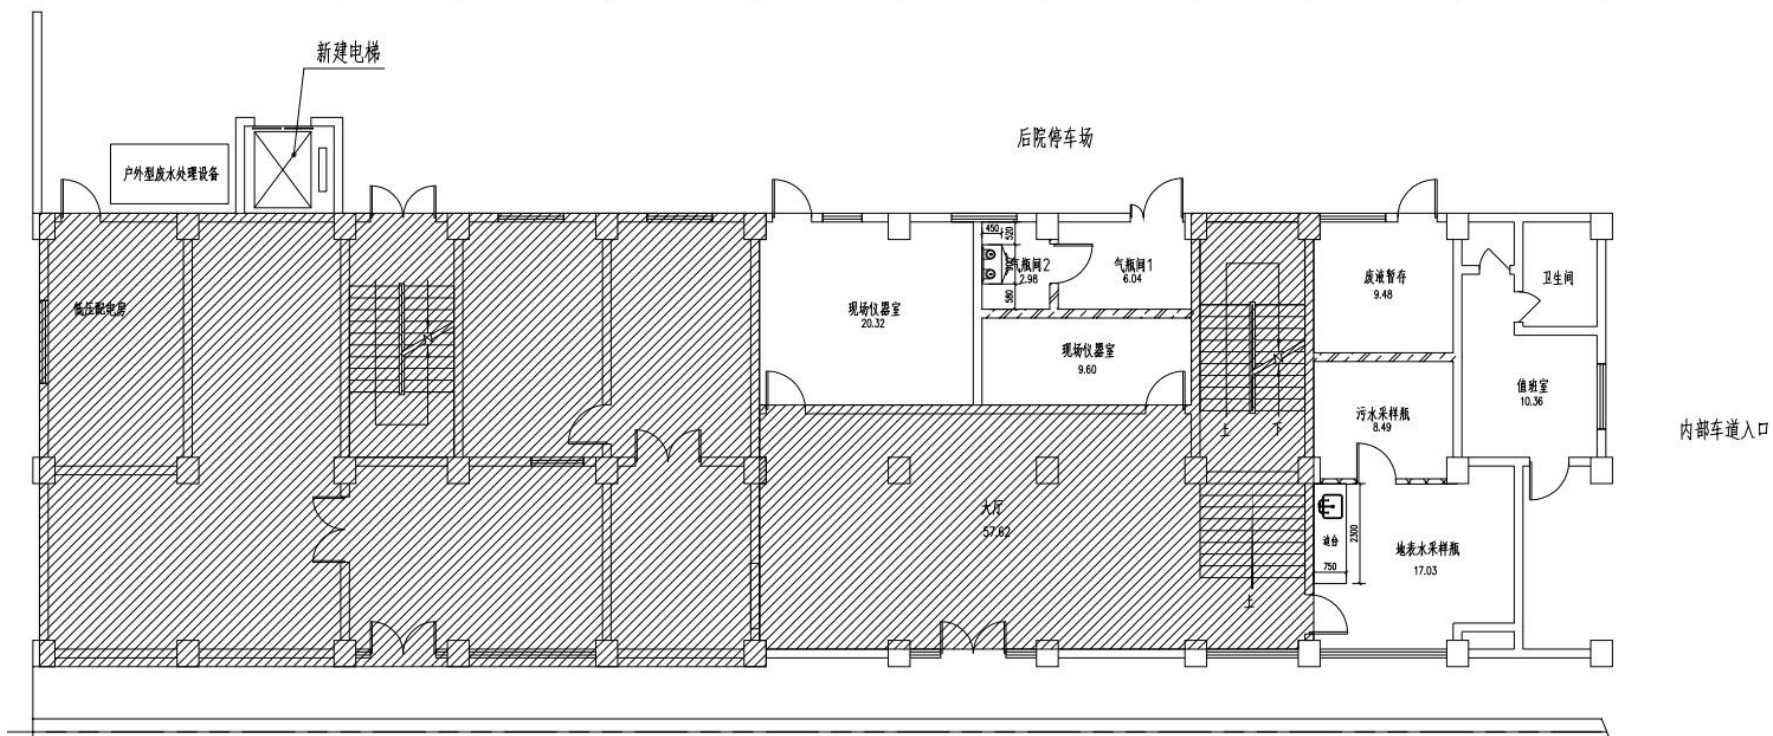 新建电梯
后院停车场
户外型废水处理设备
低压配电房
现场仪器室
20.32
450
520
900
580
气瓶间2
2.98
气瓶间1
6.04
现场仪器室
9.60
废液暂存
9.48
卫生间
值班室
10.36
污水采样瓶
8.49
内部车道入口
上
下
大厅
57.62
边台
2300
750
地表水采样瓶
17.03
上